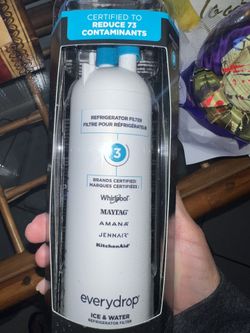 CERTIFIED TO
REDUCE 73
CONTAMINANTS
REFRIGERATOR FILTER
FILTRE POUR RÉFRIGÉRATEUR
3
BRANDS CERTIFIED
MARQUES CERTIFIÉES
Whirlpool
MAYTAG
AMANA
JENNAIR
KitchenAid
everydrop
ICE & WATER
REFRIGERATOR FILTER